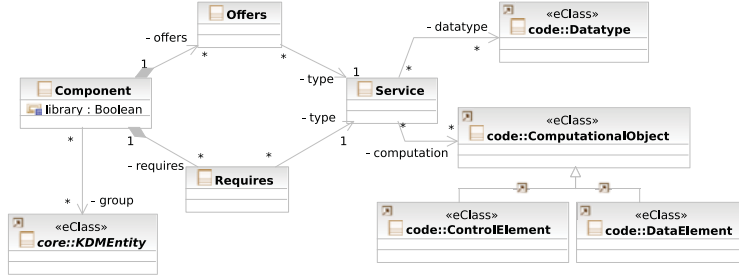 Offers
«eClass»
code::Datatype
- offers
- datatype
*
1
*
*
*
1
- type
Component
library : Boolean
Service
- type
«eClass»
code::ComputationalObject
*
1
*
*
*
*
1
- computation
- requires
Requires
*
- group
«eClass»
core::KDMEntity
«eClass»
code::ControlElement
«eClass»
code::DataElement